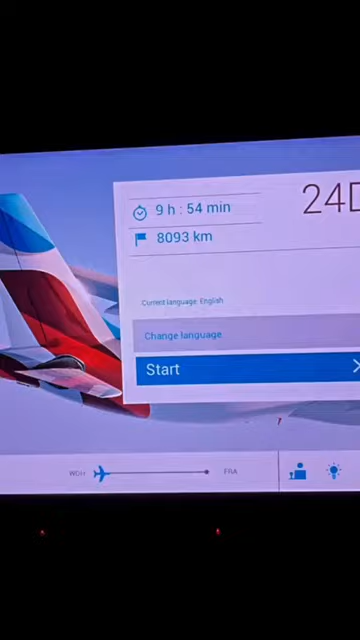 24D
9 h : 54 min
8093 km
Current language: English
Change language
Start
FRA